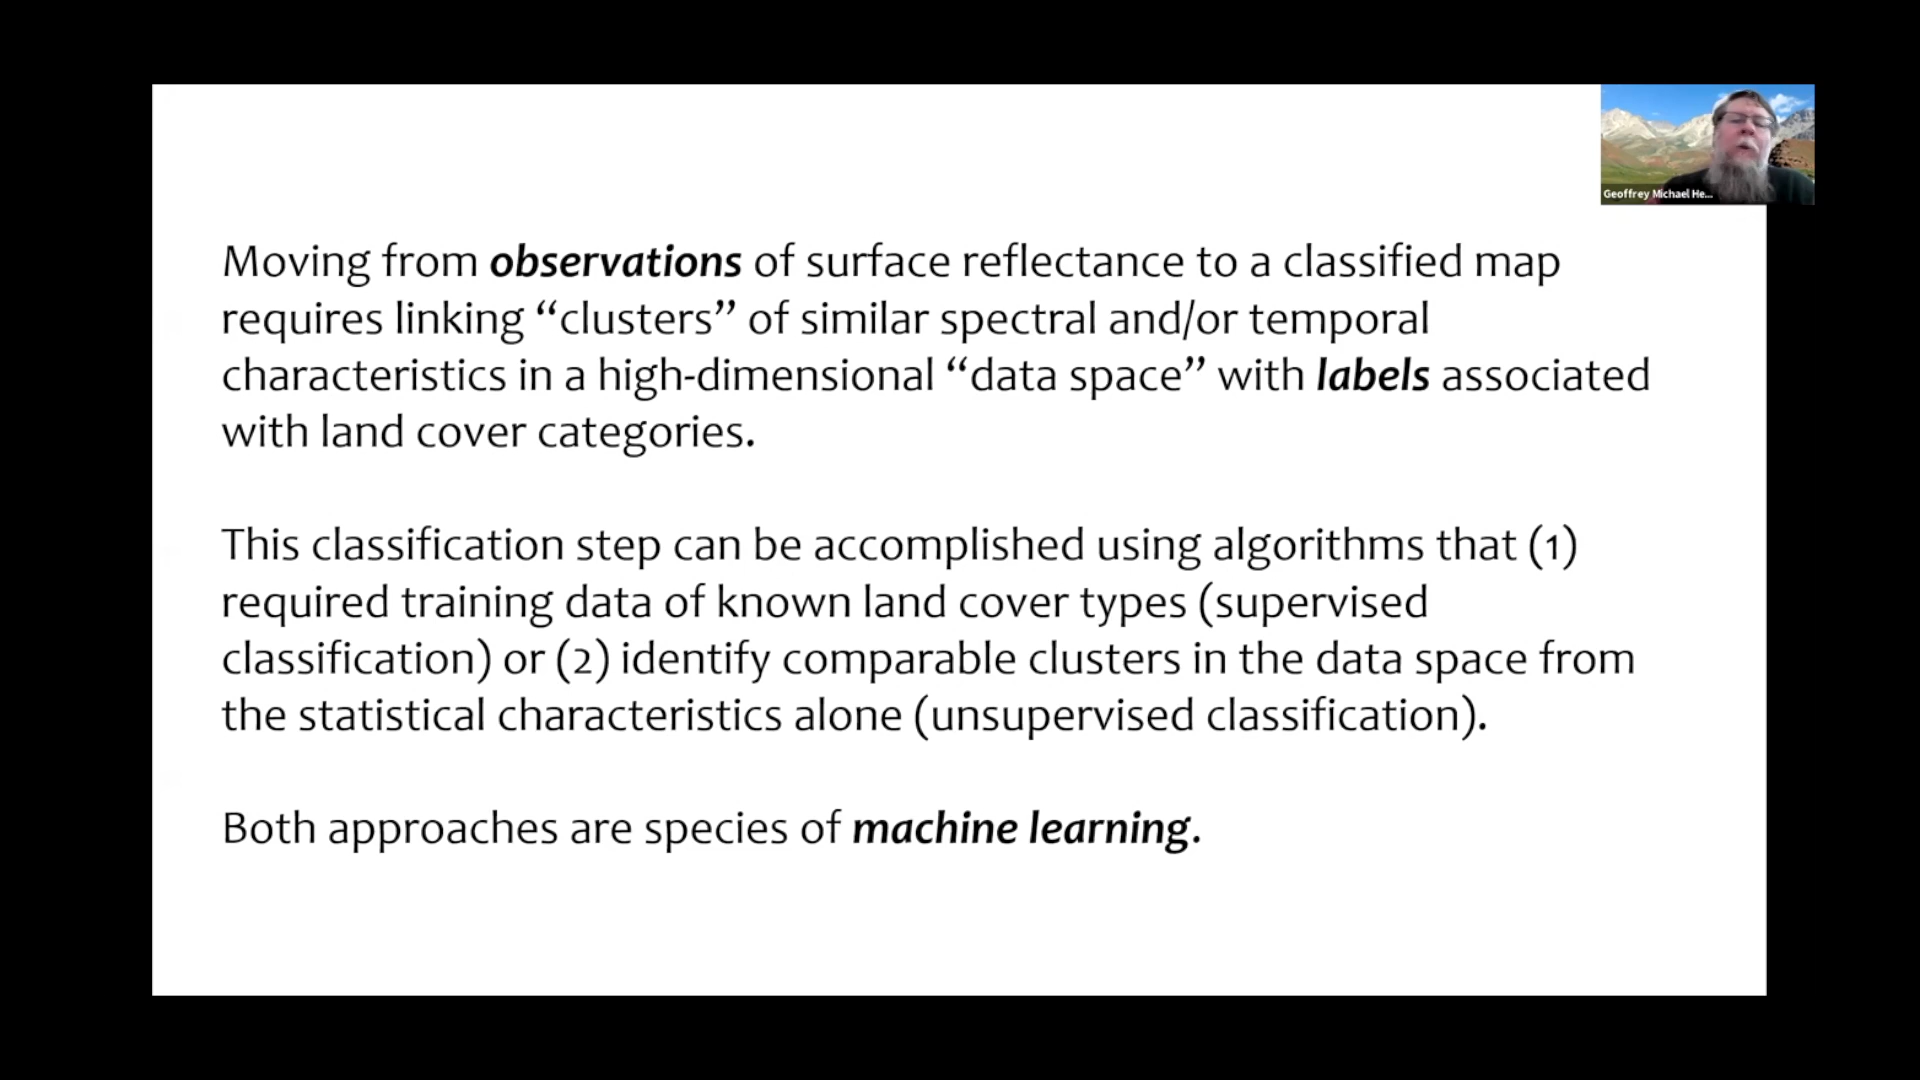 Geoffrey Michael He...
Moving from observations of surface reflectance to a classified map
requires linking “clusters” of similar spectral and/or temporal
characteristics in a high-dimensional “data space” with labels associated
with land cover categories.
This classification step can be accomplished using algorithms that (1)
required training data of known land cover types (supervised
classification) or (2) identify comparable clusters in the data space from
the statistical characteristics alone (unsupervised classification).
Both approaches are species of machine learning.